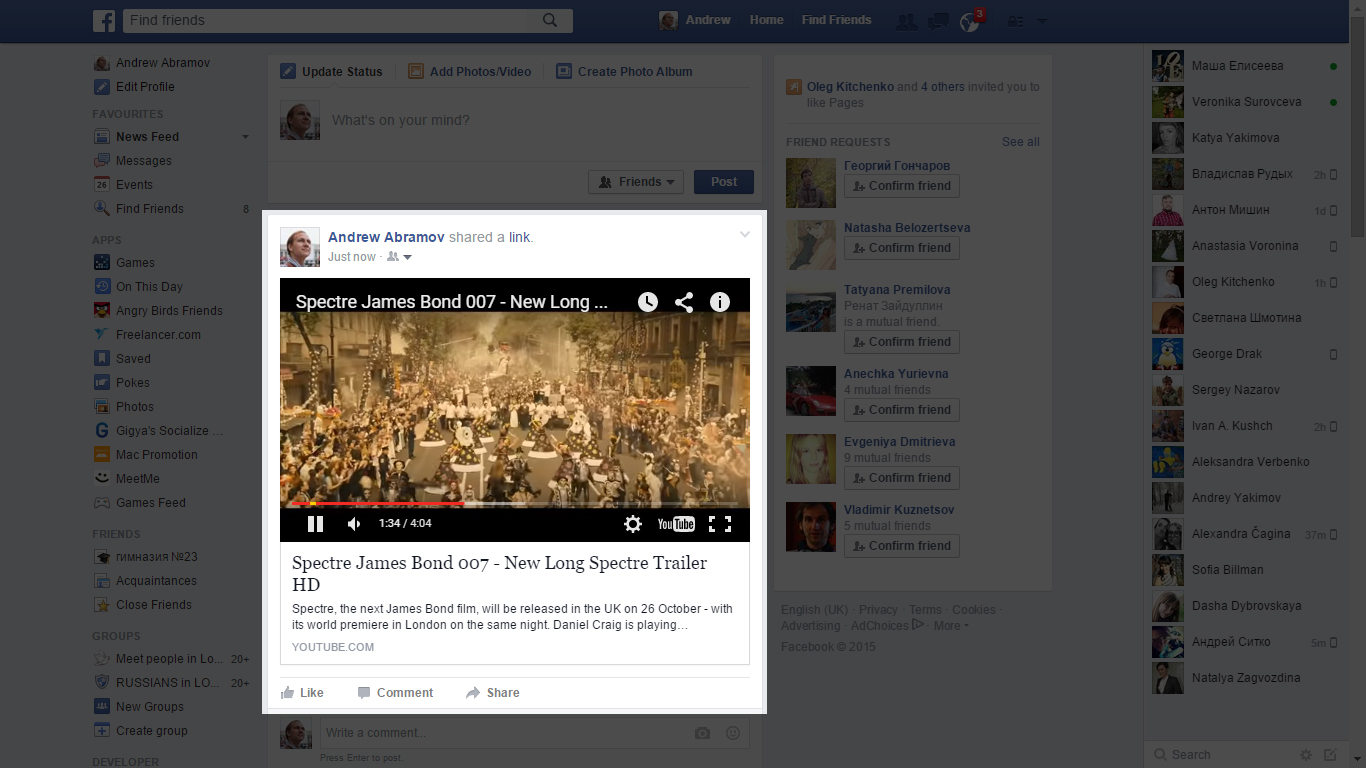 Find friends
Andrew
Home
Find Friends
3
Andrew Abramov
Edit Profile
FAVOURITES
News Feed
Messages
26
Events
Find Friends
8
APPS
Games
On This Day
Angry Birds Friends
Freelancer.com
Saved
Pokes
Photos
Gigya's Socialize ...
Mac Promotion
MeetMe
Games Feed
FRIENDS
гимназия №23
Acquaintances
Close Friends
GROUPS
Meet people in Lo...
20+
RUSSIANS in LO...
20+
New Groups
Create group
DEVELOPER
Update Status
Add Photos/Video
Create Photo Album
What's on your mind?
Friends
Post
Andrew Abramov shared a link.
Just now ·
Spectre James Bond 007 - New Long ...
1:34 / 4:04
YouTube
Spectre James Bond 007 - New Long Spectre Trailer
HD
Spectre, the next James Bond film, will be released in the UK on 26 October - with
its world premiere in London on the same night. Daniel Craig is playing…
YOUTUBE.COM
Like
Comment
Share
Write a comment...
Press Enter to post.
Oleg Kitchenko and 4 others invited you to
like Pages
FRIEND REQUESTS
See all
Георгий Гончаров
Confirm friend
Natasha Belozertseva
Confirm friend
Tatyana Premilova
Ренат Зайдуллин
is a mutual friend.
Confirm friend
Anechka Yurievna
4 mutual friends
Confirm friend
Evgeniya Dmitrieva
9 mutual friends
Confirm friend
Vladimir Kuznetsov
5 mutual friends
Confirm friend
English (UK) · Privacy · Terms · Cookies ·
Advertising · AdChoices · More
Facebook © 2015
Маша Елисеева
Veronika Surovceva
Katya Yakimova
Владислав Рудых
2h
Антон Мишин
1d
Anastasia Voronina
Oleg Kitchenko
1h
Светлана Шмотина
George Drak
Sergey Nazarov
Ivan A. Kushch
2h
Aleksandra Verbenko
Andrey Yakimov
Alexandra Čagina
37m
Sofia Billman
Dasha Dybrovskaya
Андрей Ситко
5m
Natalya Zagvozdina
Search